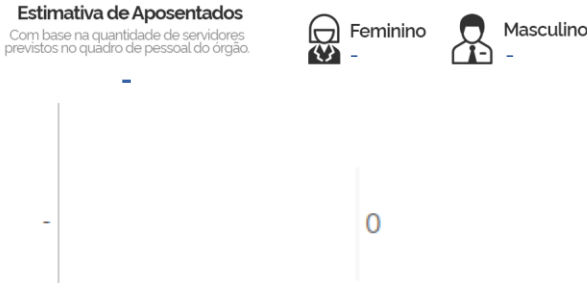 Estimativa de Aposentados
Com base na quantidade de servidores
previstos no quadro de pessoal do órgão.
-
Feminino
-
Masculino
-
-
0